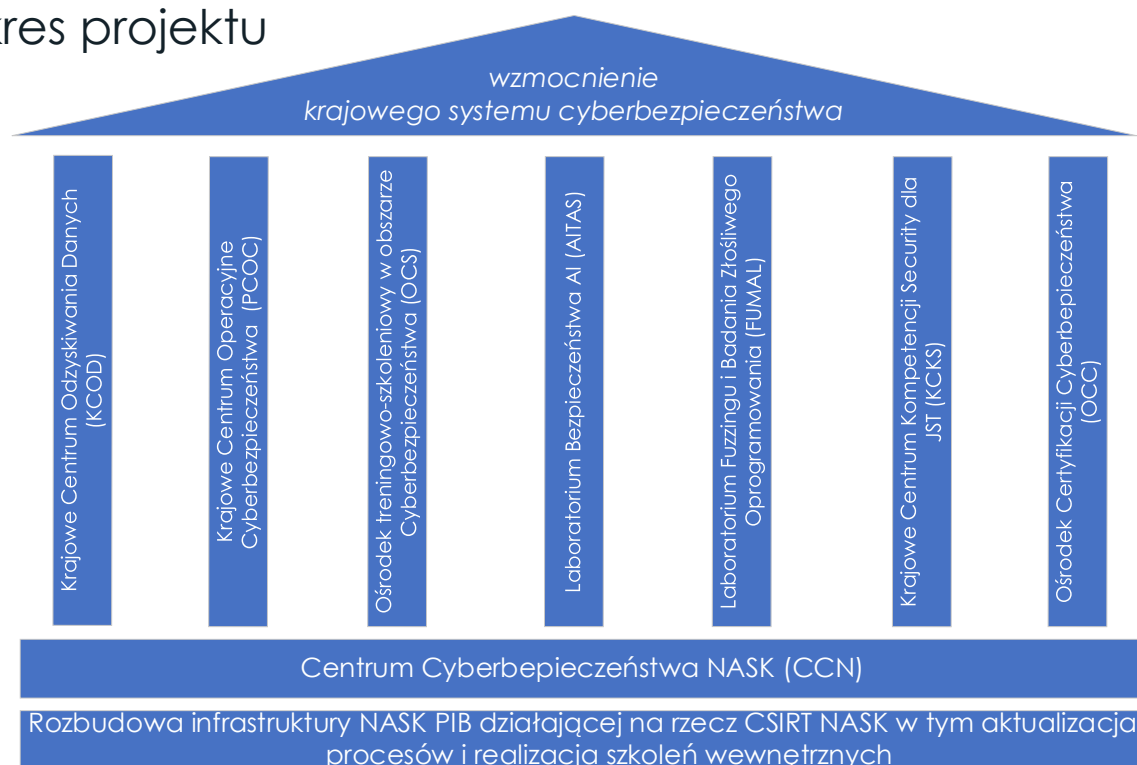 kres projektu
wzmocnienie
krajowego systemu cyberbezpieczeństwa
Krajowe Centrum Odzyskiwania Danych
(KCOD)
Krajowe Centrum Operacyjne
Cyberbezpieczeństwa (PCOC)
Ośrodek treningowo-szkoleniowy w obszarze
Cyberbezpieczeństwa (OCS)
Laboratorium Bezpieczeństwa AI (AITAS)
Laboratorium Fuzzingu i Badania Złośliwego
Oprogramowania (FUMAL)
Krajowe Centrum Kompetencji Security dla
JST (KCKS)
Ośrodek Certyfikacji Cyberbepieczeństwa
(OCC)
Centrum Cyberbepieczeństwa NASK (CCN)
Rozbudowa infrastruktury NASK PIB działającej na rzecz CSIRT NASK w tym aktualizacja
procesów i realizacja szkoleń wewnętrznych